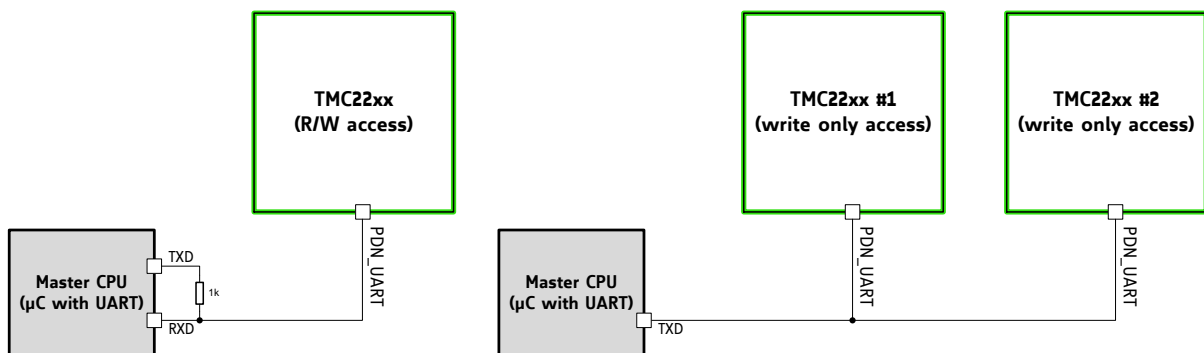 TMC22xx
(R/W access)
PDN_UART
Master CPU
(µC with UART)
TXD
1k
RXD
TMC22xx #1
(write only access)
TMC22xx #2
(write only access)
PDN_UART
PDN_UART
Master CPU
(µC with UART)
TXD